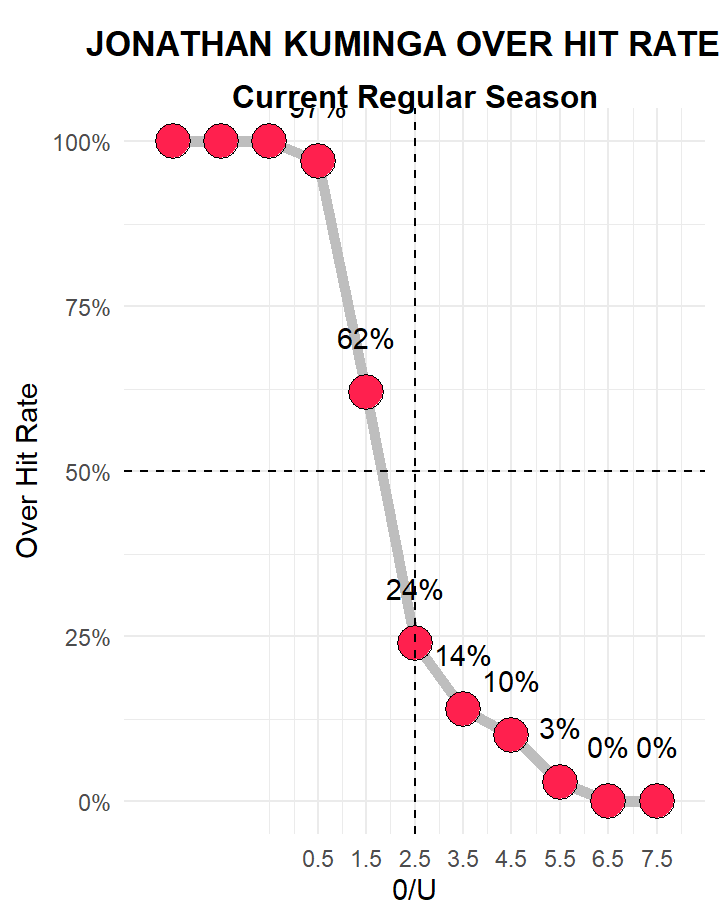 JONATHAN KUMINGA OVER HIT RATE
Current Regular Season
97%
100%
75%
62%
Over Hit Rate
50%
24%
25%
14%
10%
3%
0% 0%
0%
0.5 1.5 2.5 3.5 4.5 5.5 6.5 7.5
0/U